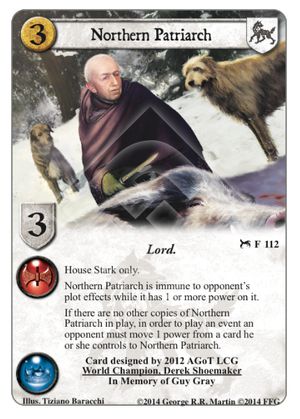 3
Northern Patriarch
3
Lord.
F 112
House Stark only.
Northern Patriarch is immune to opponent's
plot effects while it has 1 or more power on it.
If there are no other copies of Northern
Patriarch in play, in order to play an event an
opponent must move 1 power from a card he
or she controls to Northern Patriarch.
Card designed by 2012 AGoT LCG
World Champion, Derek Shoemaker
In Memory of Guy Gray
Illus. Tiziano Baracchi
©2014 George R.R. Martin ©2014 FFG